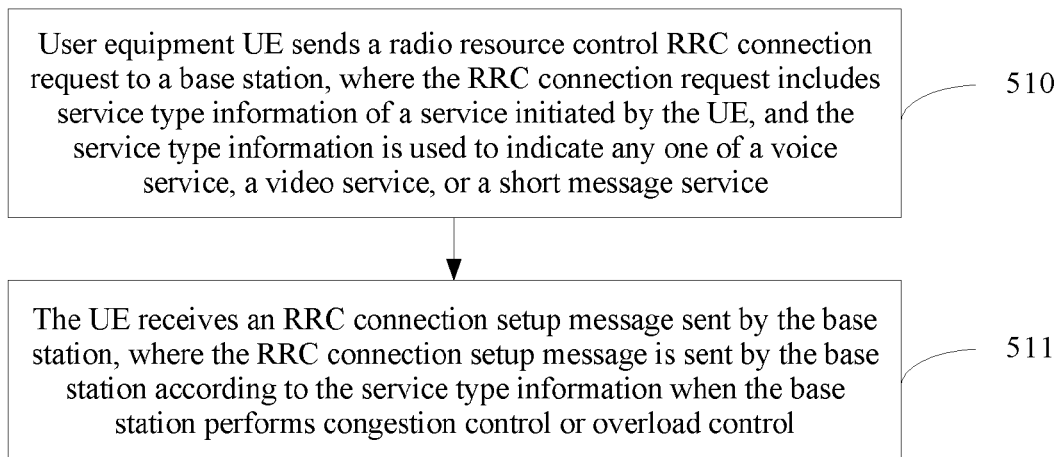 User equipment UE sends a radio resource control RRC connection
request to a base station, where the RRC connection request includes
service type information of a service initiated by the UE, and the
service type information is used to indicate any one of a voice
service, a video service, or a short message service
510
The UE receives an RRC connection setup message sent by the base
station, where the RRC connection setup message is sent by the base
station according to the service type information when the base
station performs congestion control or overload control
511